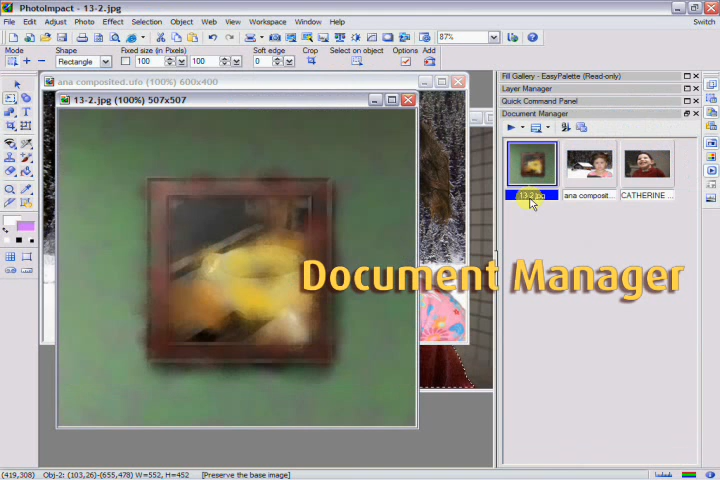 PhotoImpact - 13-2.jpg
File Edit Adjust Photo Effect Selection Object Web View Workspace Window Help Switch
87%
Mode Shape Fixed size (in Pixels) Soft edge Crop Select on object Options Add
Rectangle 100 100 0
ana composited.ufo (100%) 600x400
13-2.jpg (100%) 507x507
Fill Gallery - EasyPalette (Read-only)
Layer Manager
Quick Command Panel
Document Manager
13-2.jpg ana composit... CATHERINE ...
Document Manager
(419,308) Obj-2: (103,26)-(655,478) W=552, H=452 [Preserve the base image]